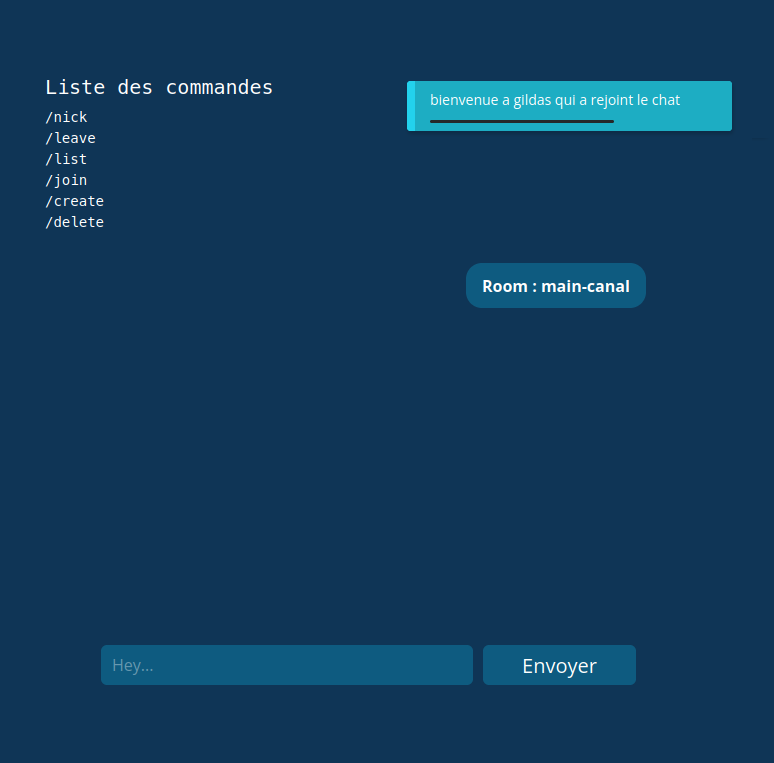 Liste des commandes
/nick
/leave
/list
/join
/create
/delete
bienvenue a gildas qui a rejoint le chat
Room : main-canal
Hey...
Envoyer